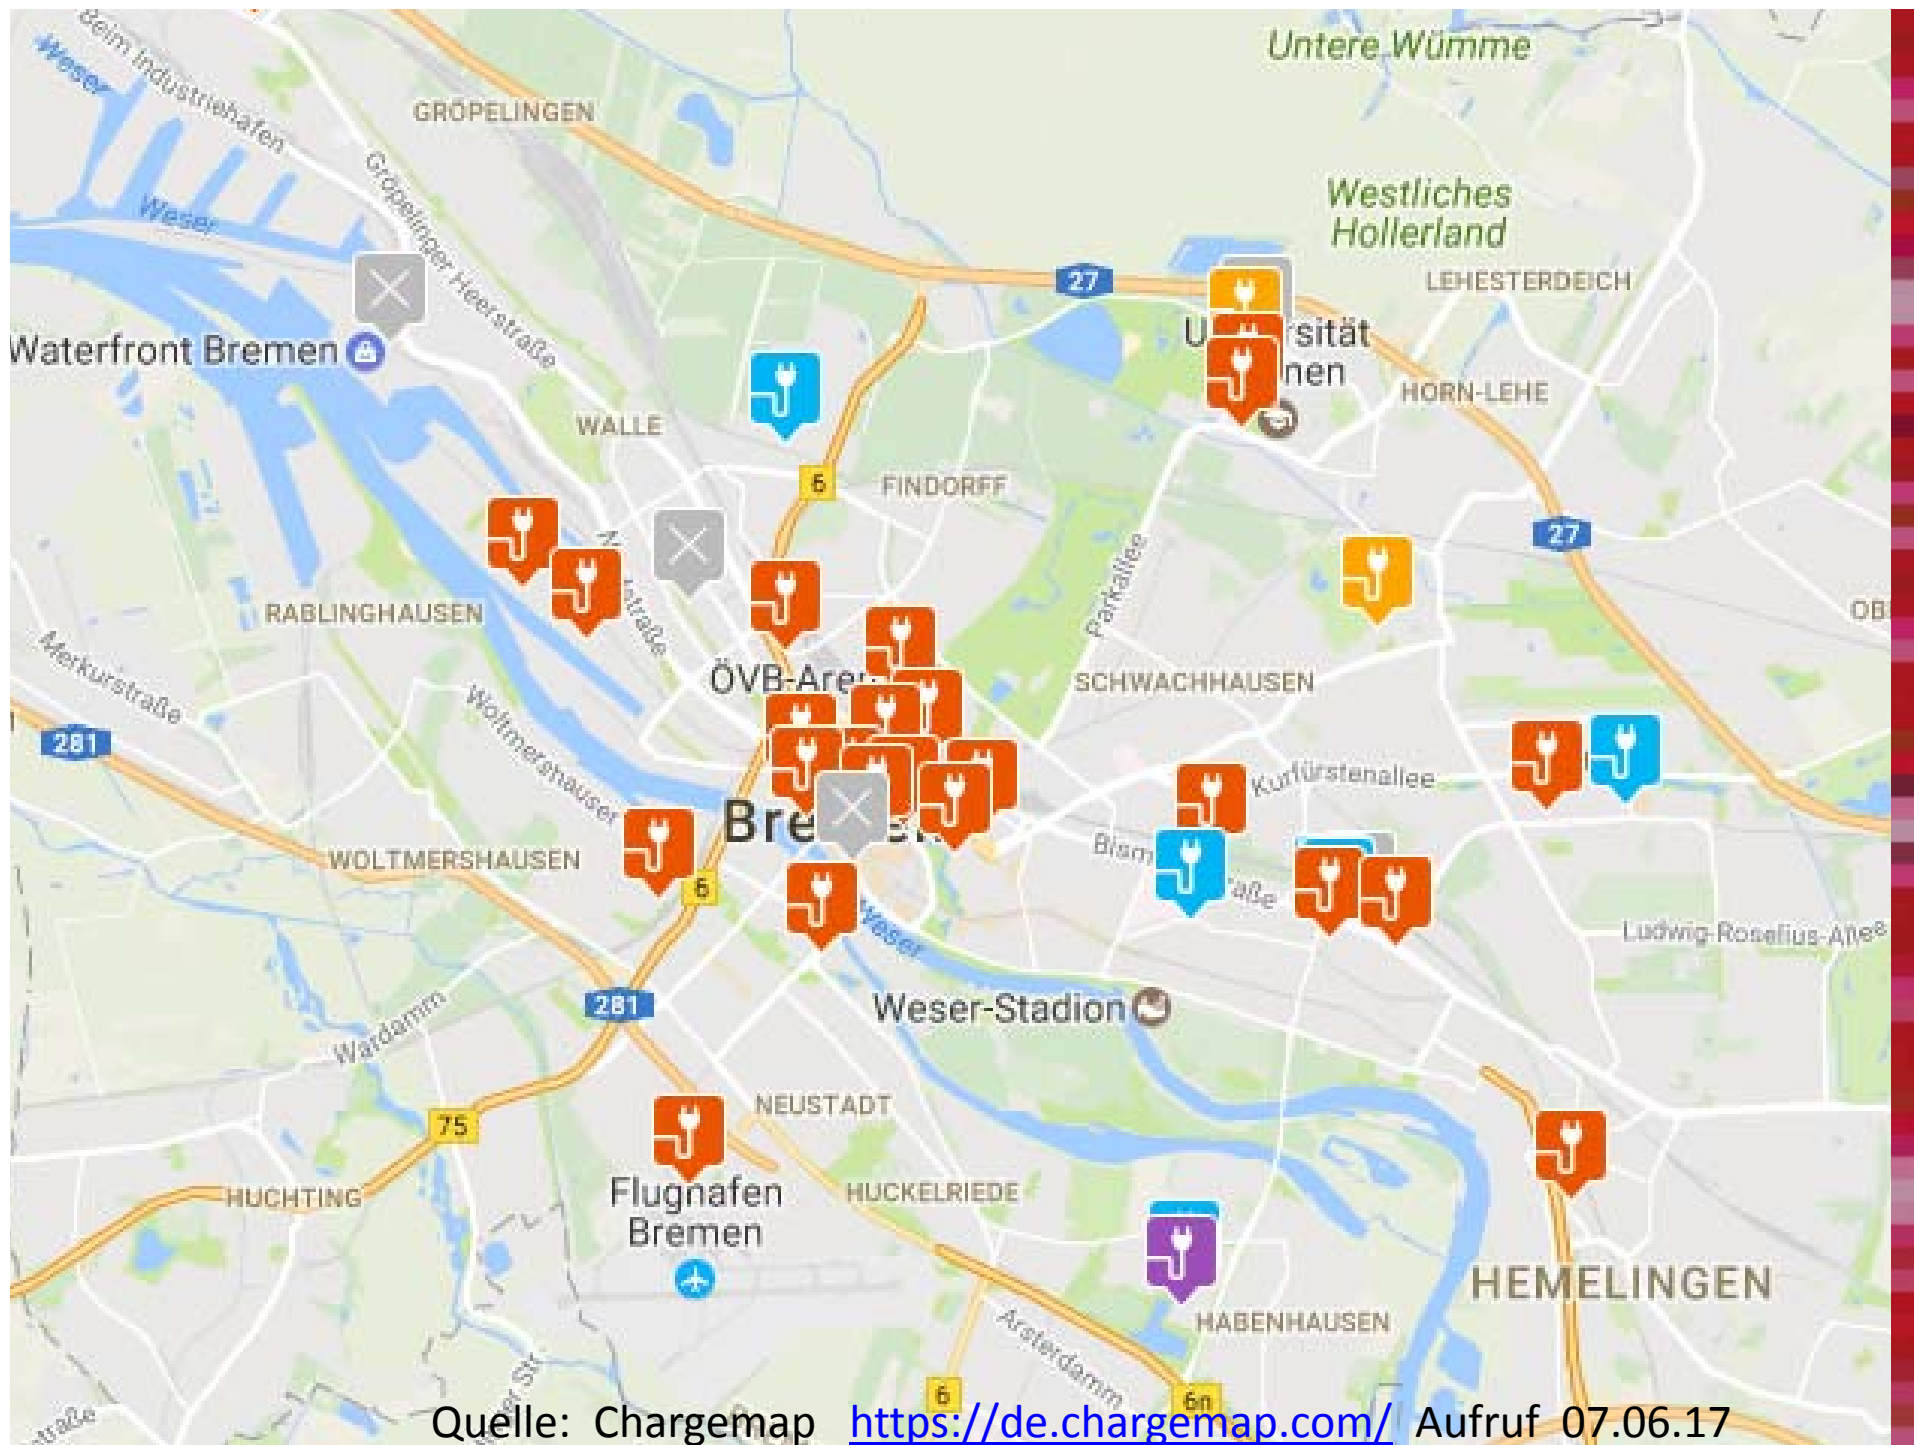 Beim Industriehafen
Untere Wümme
Weser
GRÖPELINGEN
Westliches
Hollerland
Weser
Gröpelinger Heerstraße
27
LEHESTERDEICH
Waterfront Bremen
HORN-LEHE
WALLE
6
FINDORFF
27
Parkallee
RABLINGHAUSEN
Merkurstraße
ÖVB-Are
SCHWACHHAUSEN
281
Woltmershauser
Kurfürstenallee
Bre
WOLTMERSHAUSEN
6
Bism
aße
Weser
Ludwig-Roselius-Allee
281
Weser-Stadion
Wardamm
75
NEUSTADT
HUCHTING
Flughafen
Bremen
HUCKELRIEDE
HEMELINGEN
HABENHAUSEN
Arsterdamm
6
6n
Quelle: Chargemap https://de.chargemap.com/ Aufruf 07.06.17